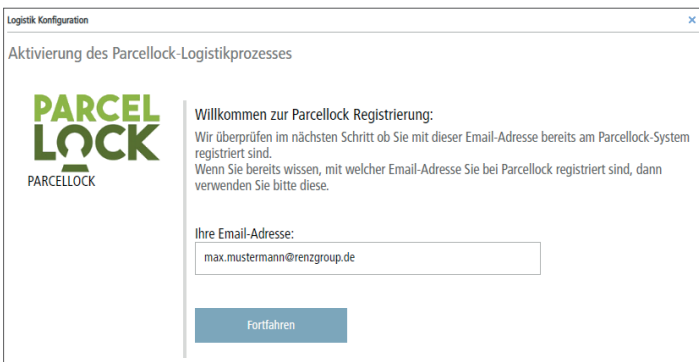 Logistik Konfiguration
×
Aktivierung des Parcellock-Logistikprozesses
PARCEL
LOCK
PARCELLOCK
Willkommen zur Parcellock Registrierung:
Wir überprüfen im nächsten Schritt ob Sie mit dieser Email-Adresse bereits am Parcellock-System
registriert sind.
Wenn Sie bereits wissen, mit welcher Email-Adresse Sie bei Parcellock registriert sind, dann
verwenden Sie bitte diese.
Ihre Email-Adresse:
max.mustermann@renzgroup.de
Fortfahren